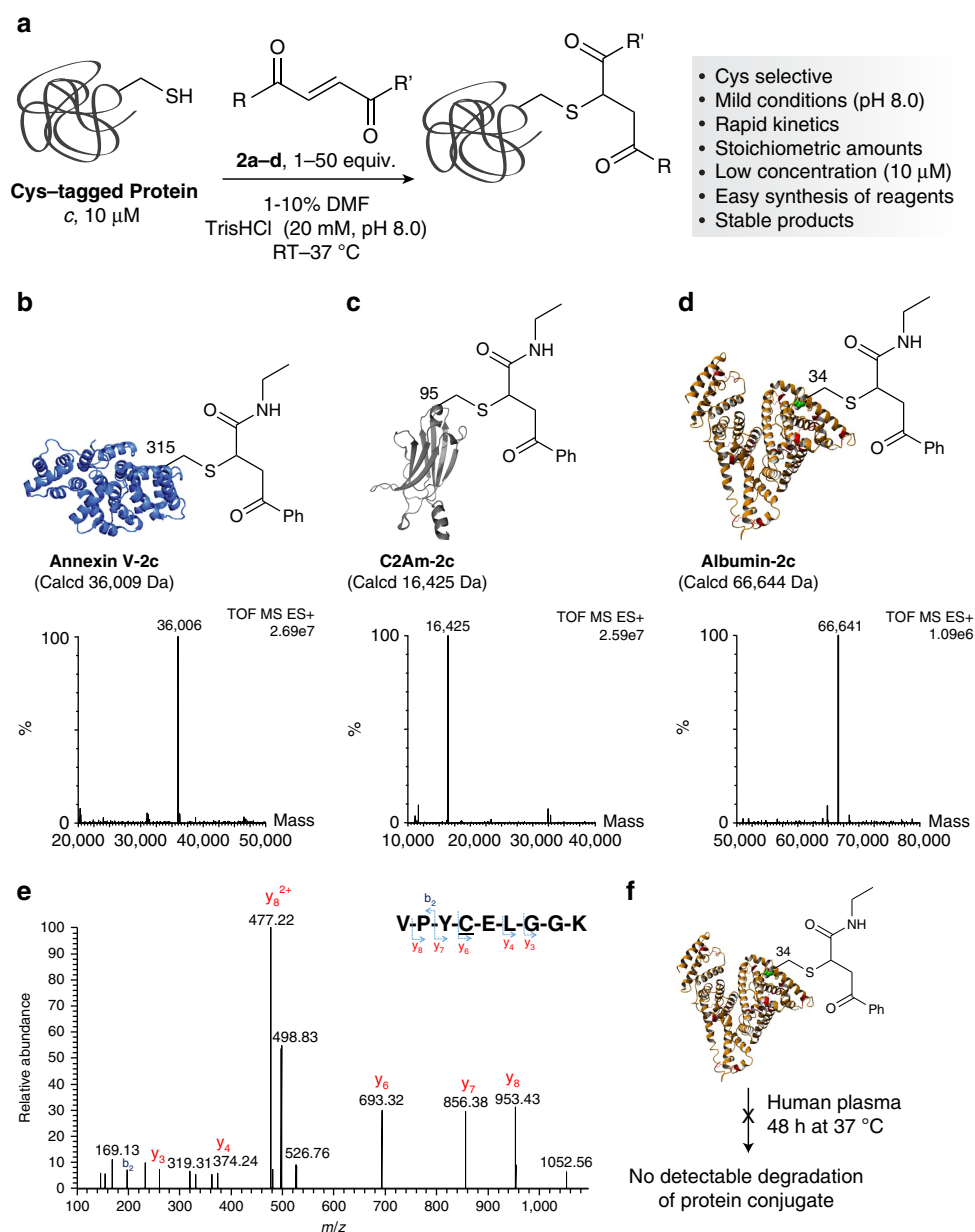 a
O
R'
SH
R
R'
O
2a–d, 1–50 equiv.
Cys–tagged Protein
c, 10 μM
1-10% DMF
TrisHCl (20 mM, pH 8.0)
RT–37 °C
O
R'
S
O
R
• Cys selective
• Mild conditions (pH 8.0)
• Rapid kinetics
• Stoichiometric amounts
• Low concentration (10 μM)
• Easy synthesis of reagents
• Stable products
b
O
NH
315
S
O
Ph
Annexin V-2c
(Calcd 36,009 Da)
36,006
TOF MS ES+
2.69e7
100
%
0
Mass
20,000 30,000 40,000 50,000
c
O
NH
95
S
O
Ph
C2Am-2c
(Calcd 16,425 Da)
16,425
TOF MS ES+
2.59e7
100
%
0
Mass
10,000 20,000 30,000 40,000
d
O
NH
34
S
O
Ph
Albumin-2c
(Calcd 66,644 Da)
66,641
TOF MS ES+
1.09e6
100
%
0
Mass
50,000 60,000 70,000 80,000
e
y8 2+
477.22
b2
V-P-Y-C-E-L-G-G-K
y8 y7 y6 y4 y3
100
90
80
70
60
50
40
30
20
10
0
Relative abundance
498.83
y6
693.32
y7
856.38
y8
953.43
169.13
b2
y3
319.31
y4
374.24
526.76
1052.56
100 200 300 400 500 600 700 800 900 1,000
m/z
f
O
NH
34
S
O
Ph
X
Human plasma
48 h at 37 °C
No detectable degradation
of protein conjugate